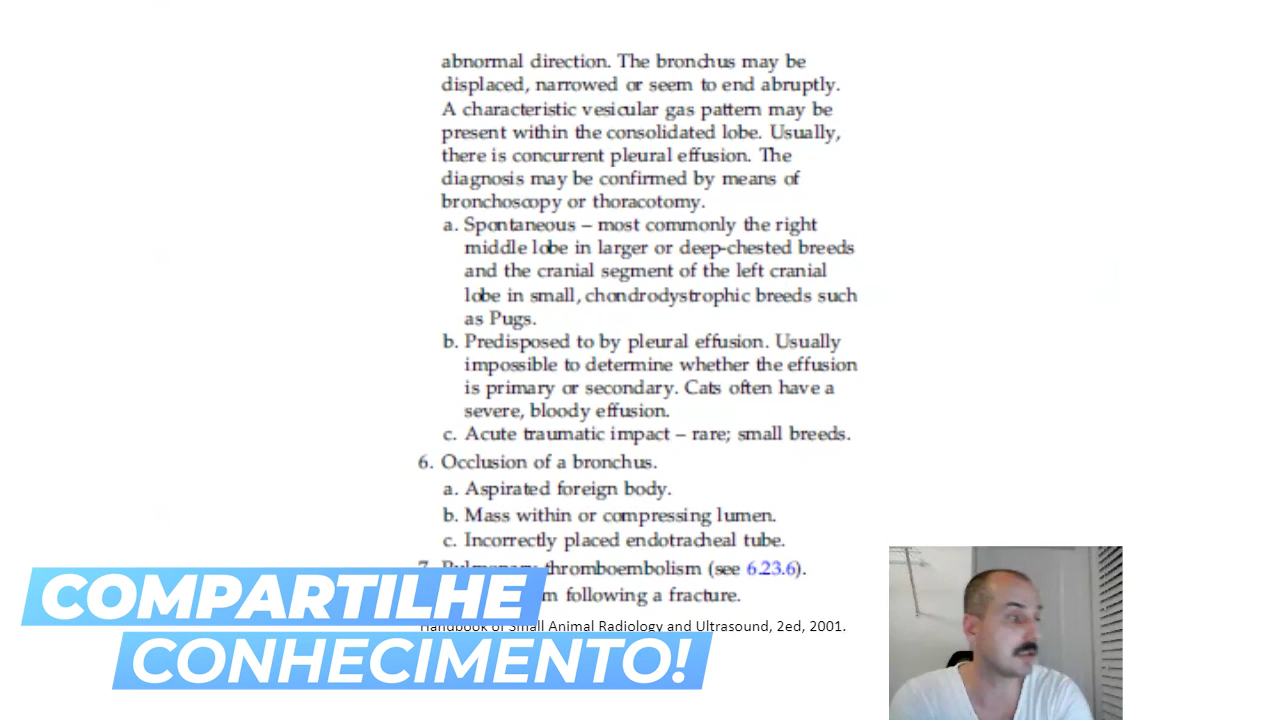 abnormal direction. The bronchus may be
displaced, narrowed or seem to end abruptly.
A characteristic vesicular gas pattern may be
present within the consolidated lobe. Usually,
there is concurrent pleural effusion. The
diagnosis may be confirmed by means of
bronchoscopy or thoracotomy.
a. Spontaneous – most commonly the right
middle lobe in larger or deep-chested breeds
and the cranial segment of the left cranial
lobe in small, chondrodystrophic breeds such
as Pugs.
b. Predisposed to by pleural effusion. Usually
impossible to determine whether the effusion
is primary or secondary. Cats often have a
severe, bloody effusion.
c. Acute traumatic impact – rare; small breeds.
6. Occlusion of a bronchus.
a. Aspirated foreign body.
b. Mass within or compressing lumen.
c. Incorrectly placed endotracheal tube.
7. Pulmonary thromboembolism (see 6.23.6).
following a fracture.
Handbook of Small Animal Radiology and Ultrasound, 2ed, 2001.
COMPARTILHE
CONHECIMENTO!